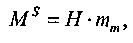 M^S = H · m_m,